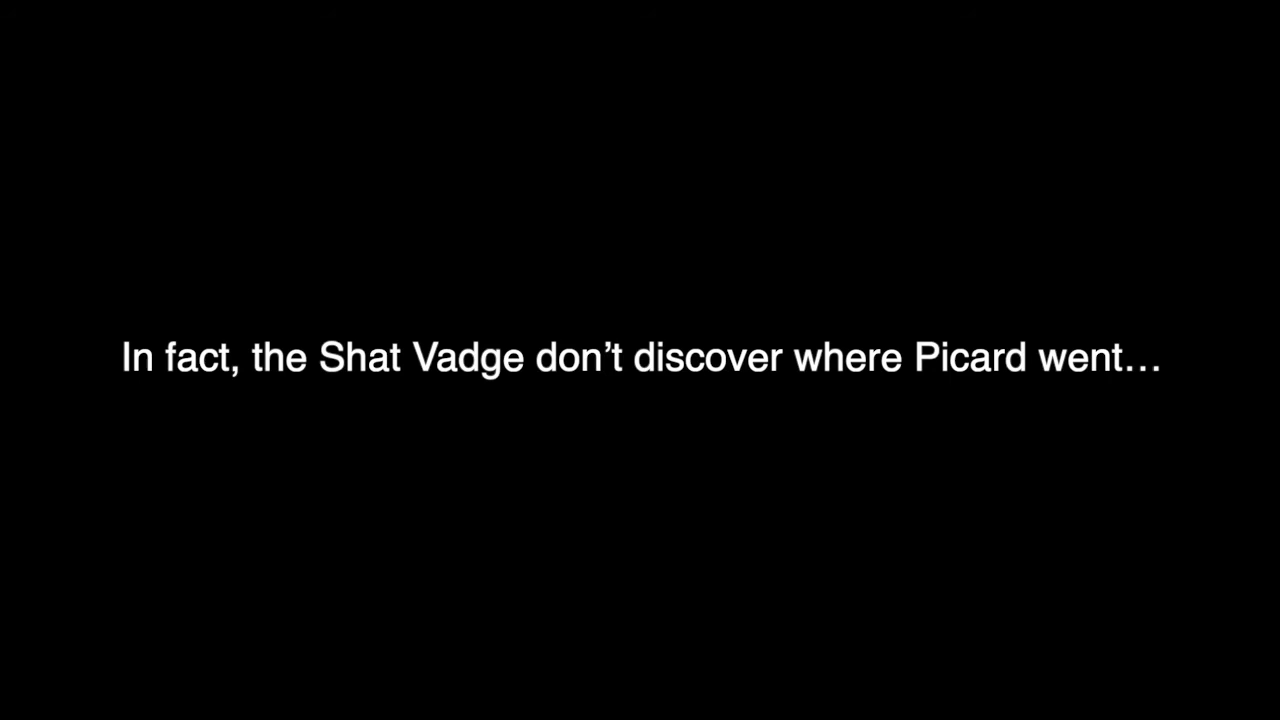 In fact, the Shat Vadge don’t discover where Picard went…